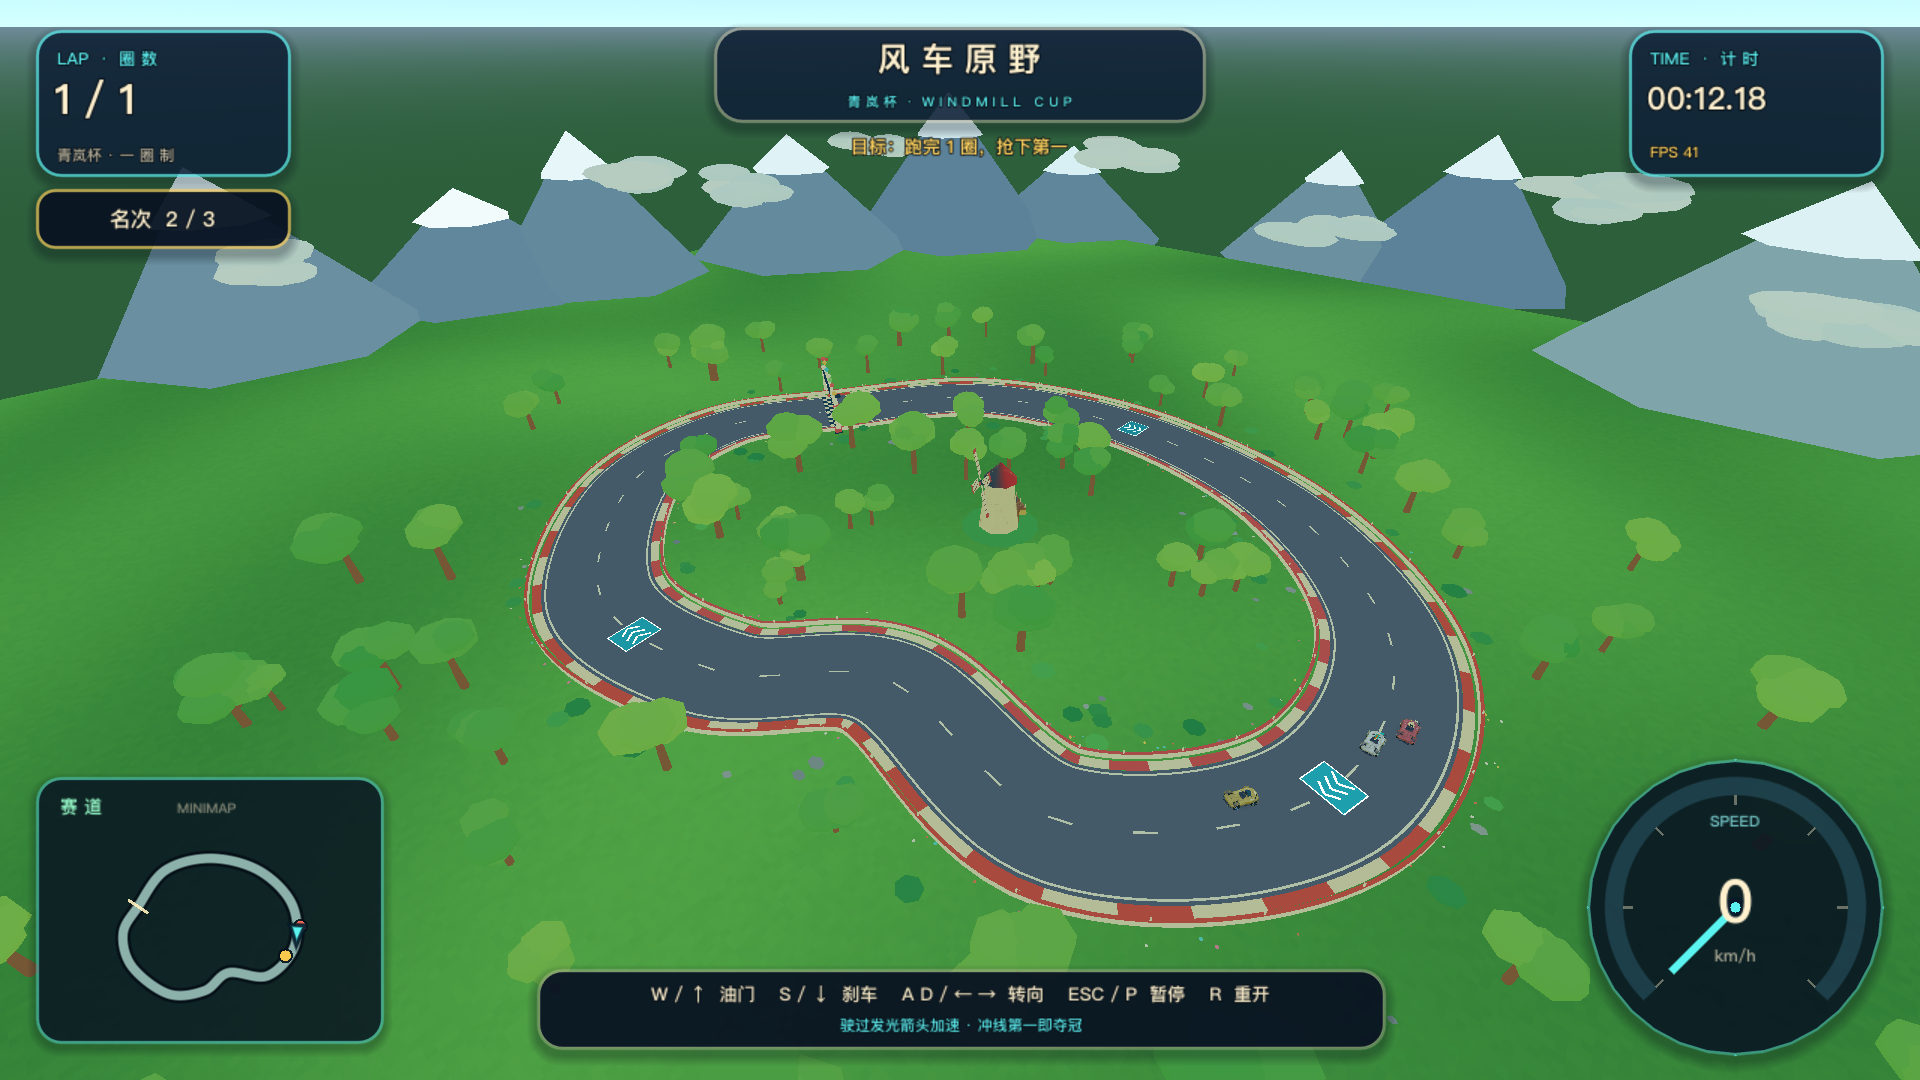 LAP · 圈数
1 / 1
青岚杯 · 一圈制
名次 2 / 3
风车原野
青岚杯 · WINDMILL CUP
目标：跑完 1 圈，抢下第一
TIME · 计时
00:12.18
FPS 41
赛道 MINIMAP
SPEED
0
km/h
W / ↑ 油门 S / ↓ 刹车 A D / ←→ 转向 ESC / P 暂停 R 重开
驶过发光箭头加速 · 冲线第一即夺冠